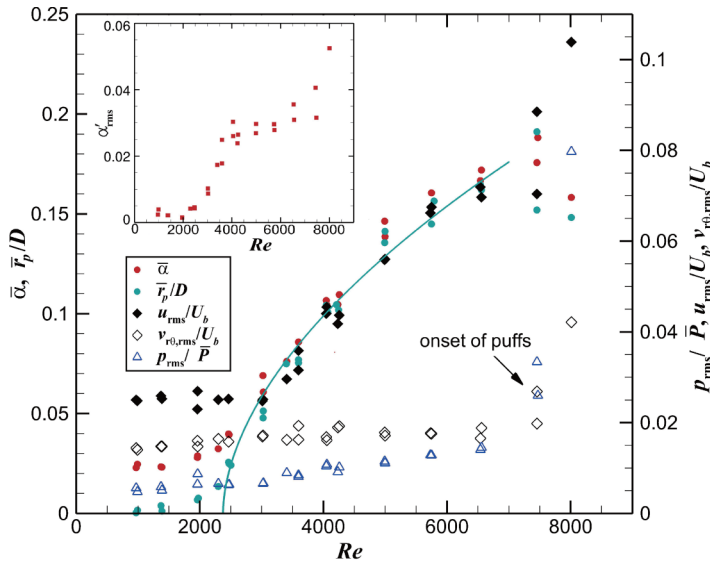 0.25
0.2
0.15
0.1
0.05
0
ᾱ, r̄ₚ/D
0.06
0.04
0.02
0
α′rms
0 2000 4000 6000 8000
Re
ᾱ
r̄ₚ/D
urms/Ub
vrθ,rms/Ub
prms/ P̄
onset of puffs
0.1
0.08
0.06
0.04
0.02
0
prms/ P̄, urms/Ub, vrθ,rms/Ub
0 2000 4000 6000 8000
Re